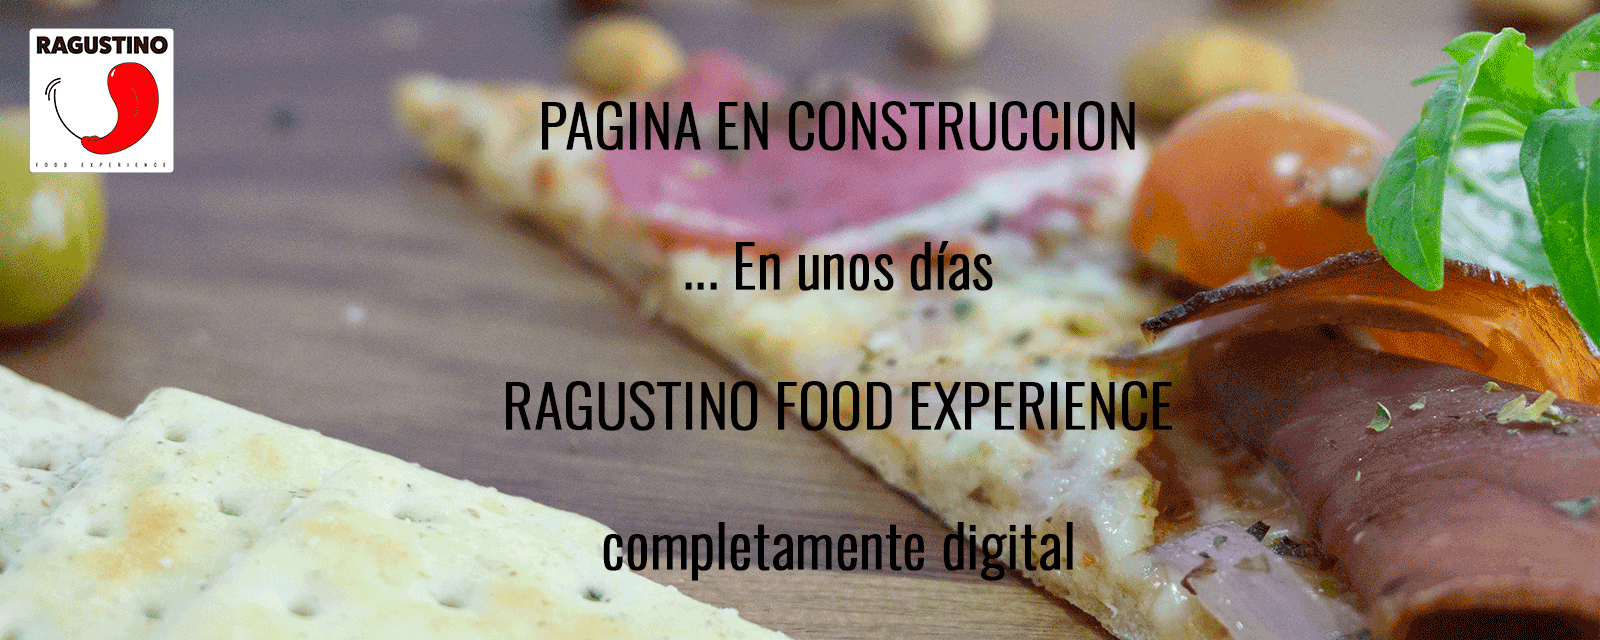 RAGUSTINO
FOOD EXPERIENCE
PAGINA EN CONSTRUCCION
... En unos días
RAGUSTINO FOOD EXPERIENCE
completamente digital